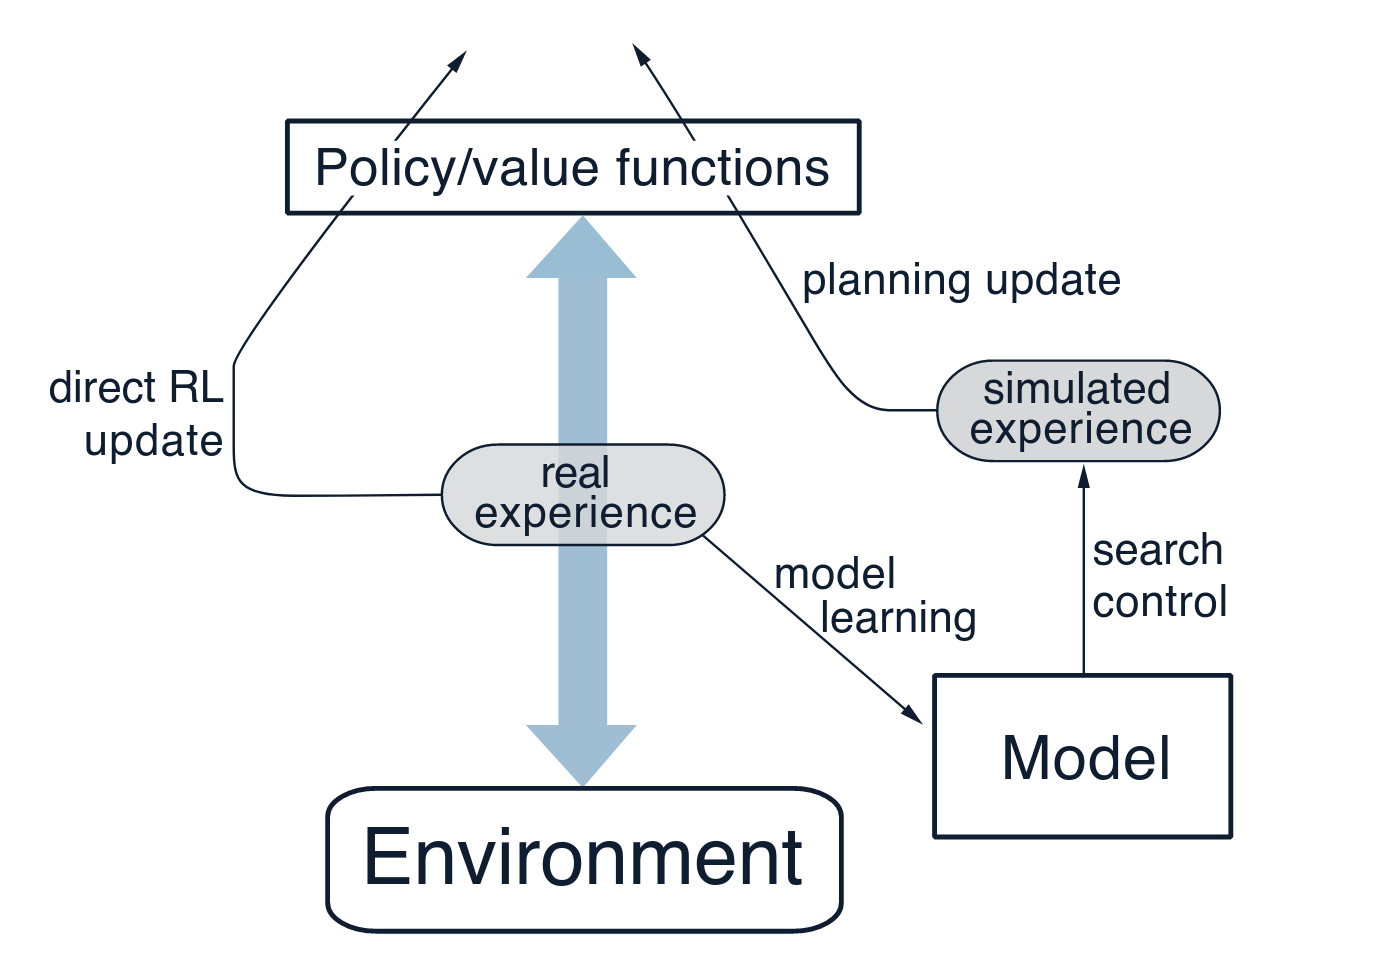 Policy/value functions
planning update
direct RL
update
simulated
experience
real
experience
model
learning
search
control
Model
Environment